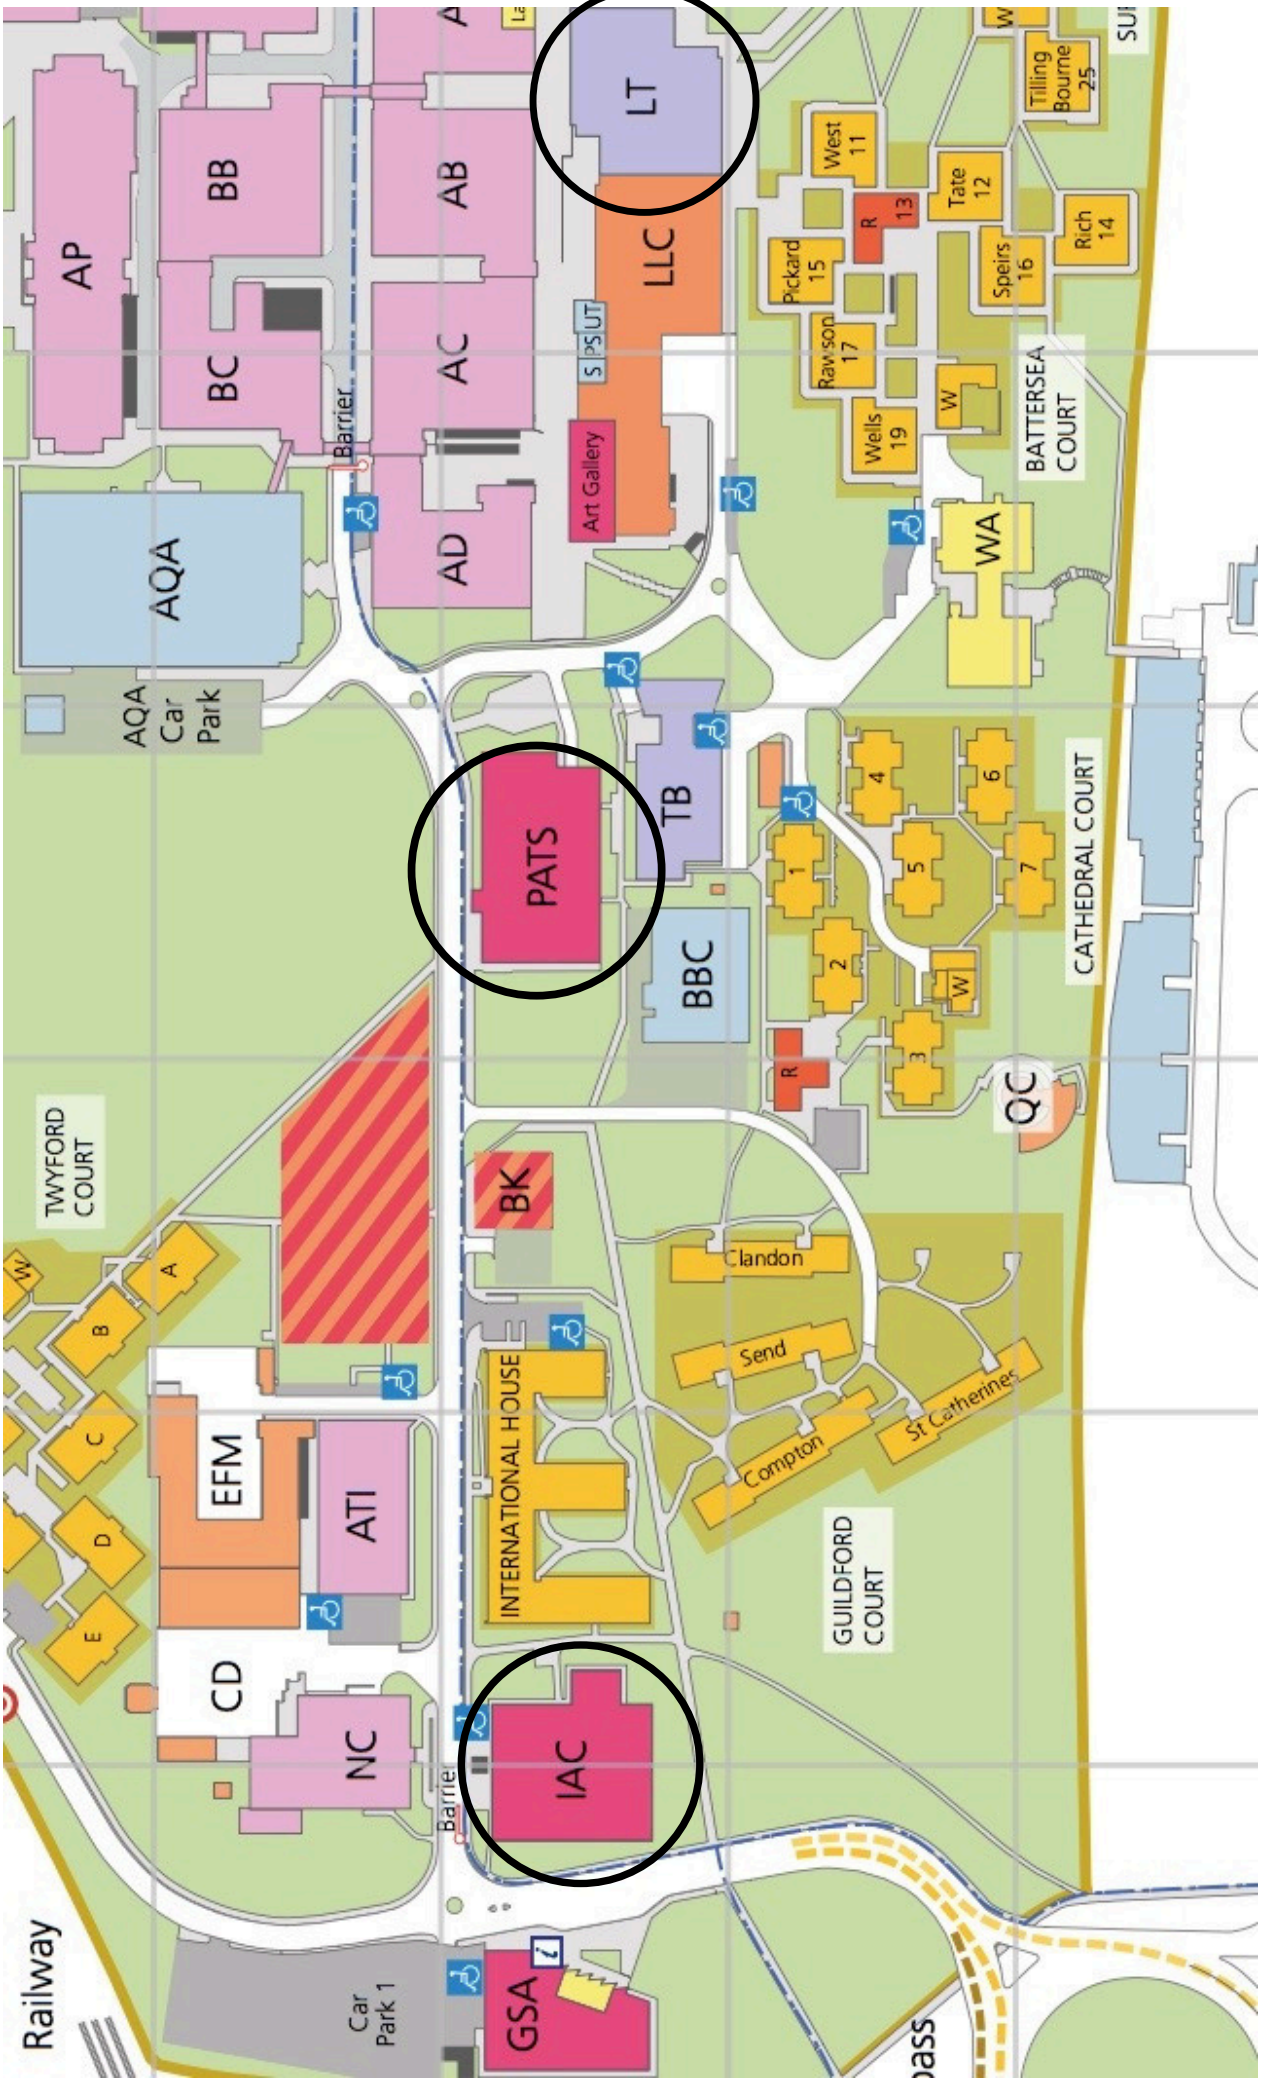 A
La
LT
W
SUR
Tilling
Bourne
25
West
11
BB
AB
Tate
12
R
13
Rich
14
AP
LLC
Pickard
15
Speirs
16
UT
PS
S
Rawson
17
BC
AC
W
BATTERSEA
COURT
Barrier
Wells
19
Art Gallery
AQA
AD
WA
AQA
Car
Park
PATS
TB
4
6
1
5
7
CATHEDRAL COURT
BBC
2
W
3
R
QC
TWYFORD
COURT
BK
W
A
B
Clandon
Send
St Catherines
Compton
C
EFM
INTERNATIONAL HOUSE
ATI
D
E
GUILDFORD
COURT
CD
NC
IAC
Barrier
Railway
Car
Park 1
GSA
i
pass